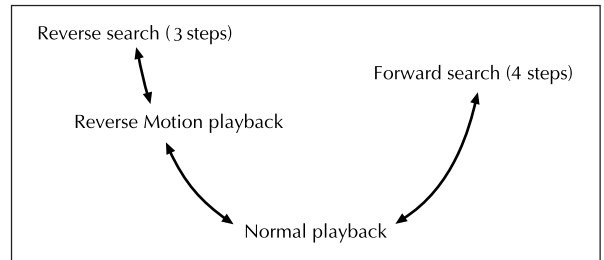 Reverse search (3 steps)
Forward search (4 steps)
Reverse Motion playback
Normal playback